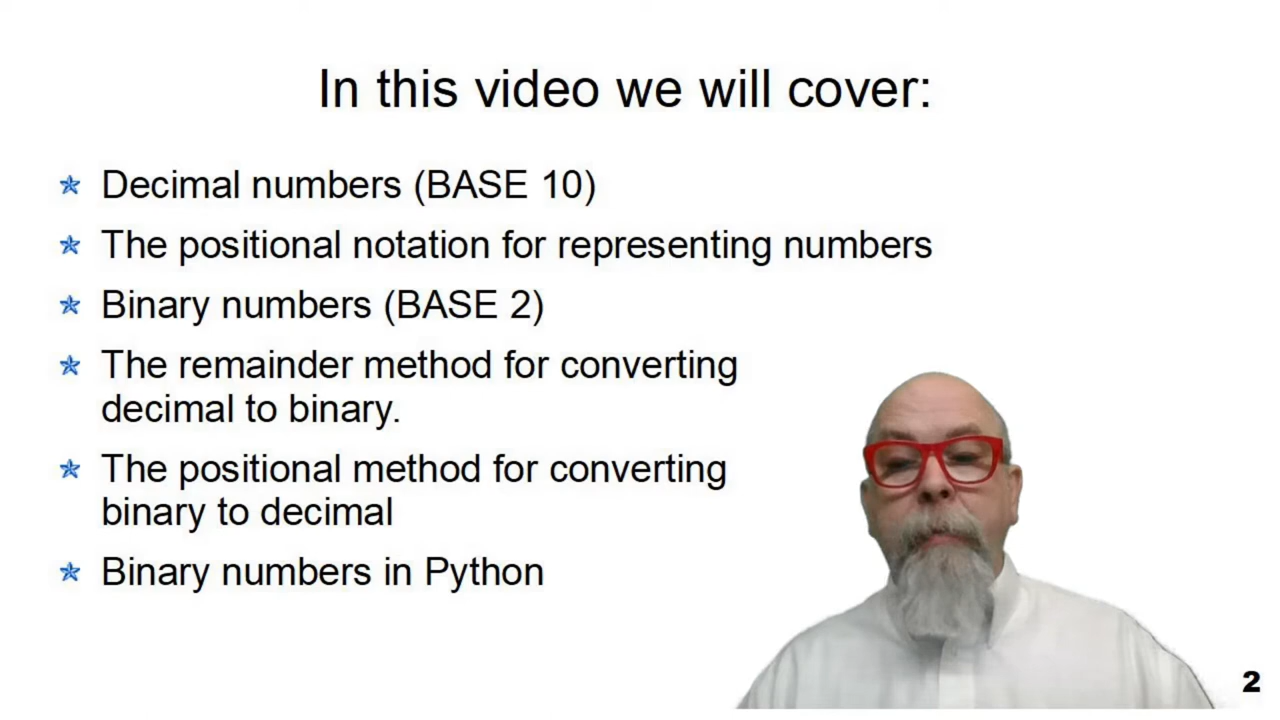 In this video we will cover:
Decimal numbers (BASE 10)
The positional notation for representing numbers
Binary numbers (BASE 2)
The remainder method for converting
decimal to binary.
The positional method for converting
binary to decimal
Binary numbers in Python
2